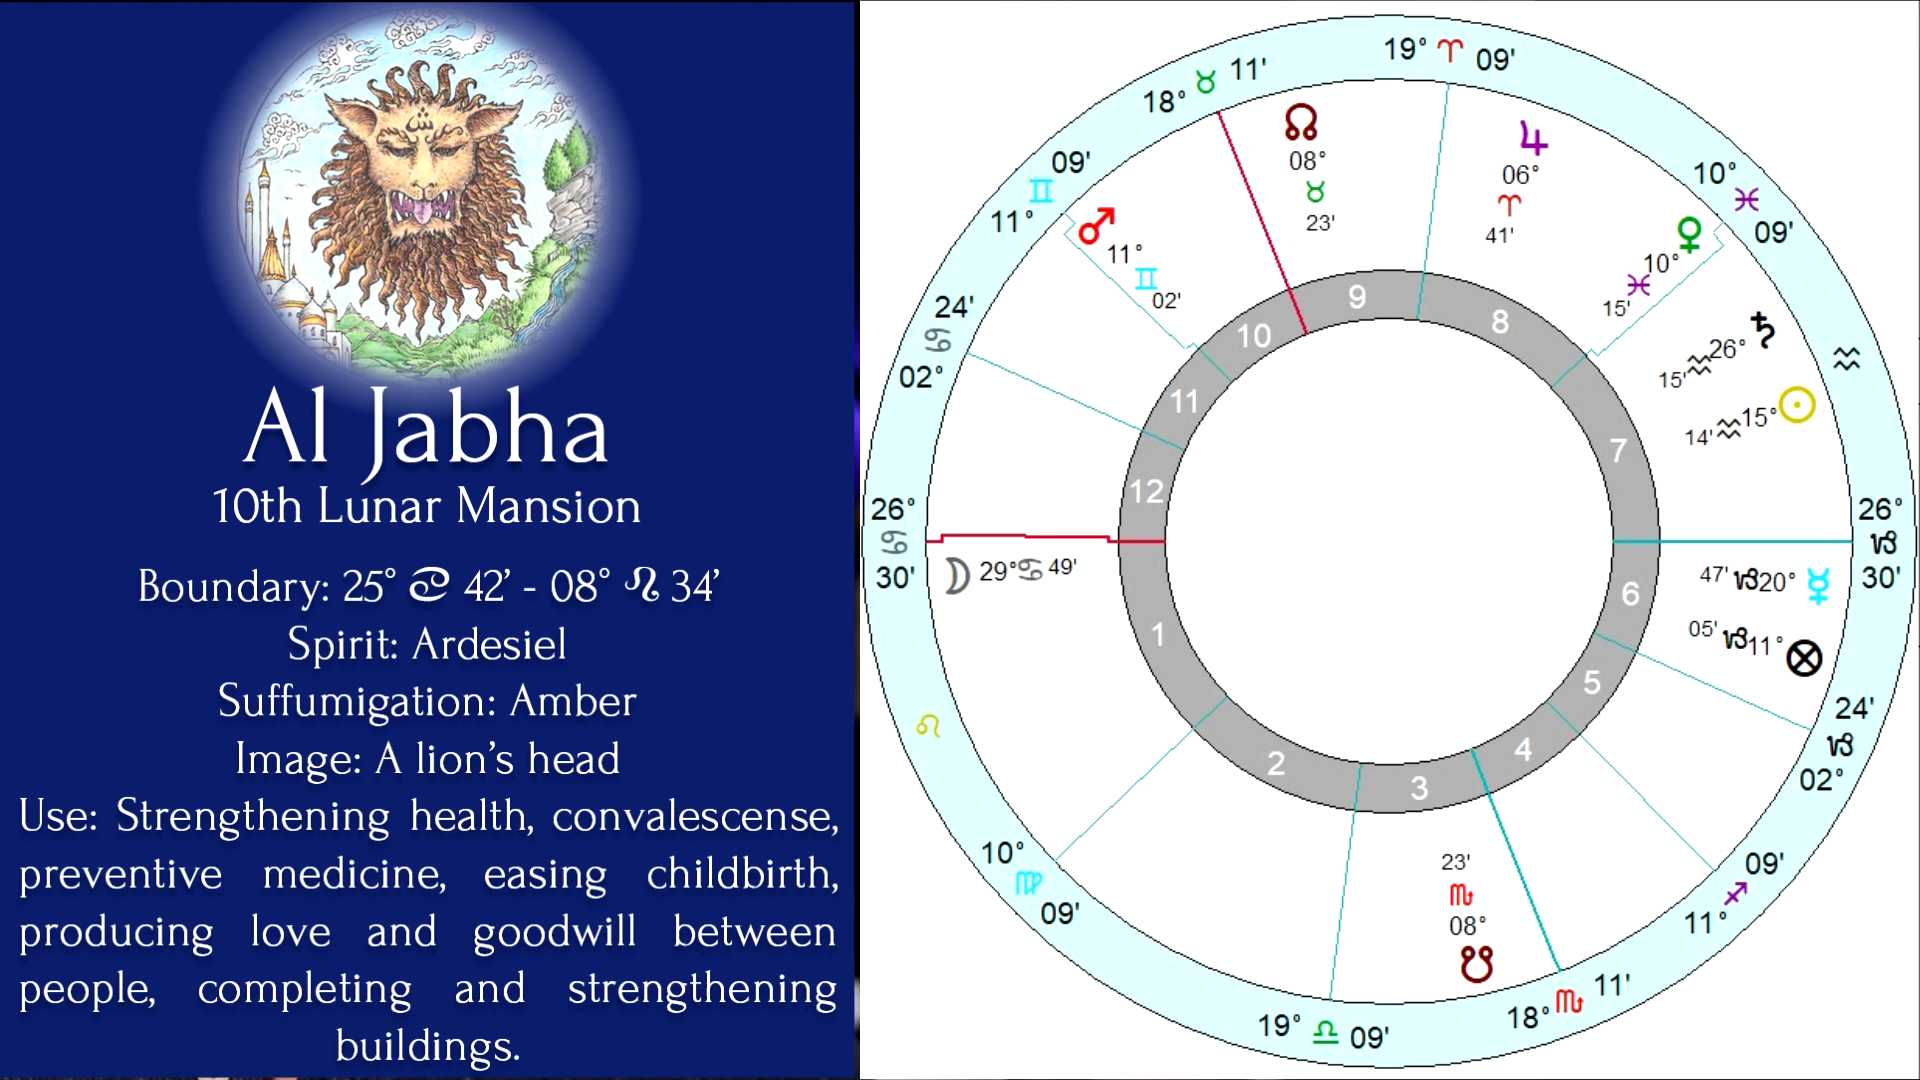 Al Jabha
10th Lunar Mansion
Boundary: 25° ♋ 42’ - 08° ♌ 34’
Spirit: Ardesiel
Suffumigation: Amber
Image: A lion’s head
Use: Strengthening health, convalescense,
preventive medicine, easing childbirth,
producing love and goodwill between
people, completing and strengthening
buildings.
19° ♈ 09'
18° ♉ 11'
11° ♊ 09'
02° ♋ 24'
26° ♋ 30'
♌
10° ♍ 09'
19° ♎ 09'
18° ♏ 11'
11° ♐ 09'
02° ♑ 24'
26° ♑ 30'
♒
10° ♓ 09'
☊ 08° ♉ 23'
♃ 06° ♈ 41'
♀ 10° ♓ 15'
♄ 26° ♒ 15'
☉ 15° ♒ 14'
☿ 20° ♑ 47'
⊗ 11° ♑ 05'
☋ 08° ♏ 23'
☽ 29° ♋ 49'
♂ 11° ♊ 02'
1
2
3
4
5
6
7
8
9
10
11
12
ش